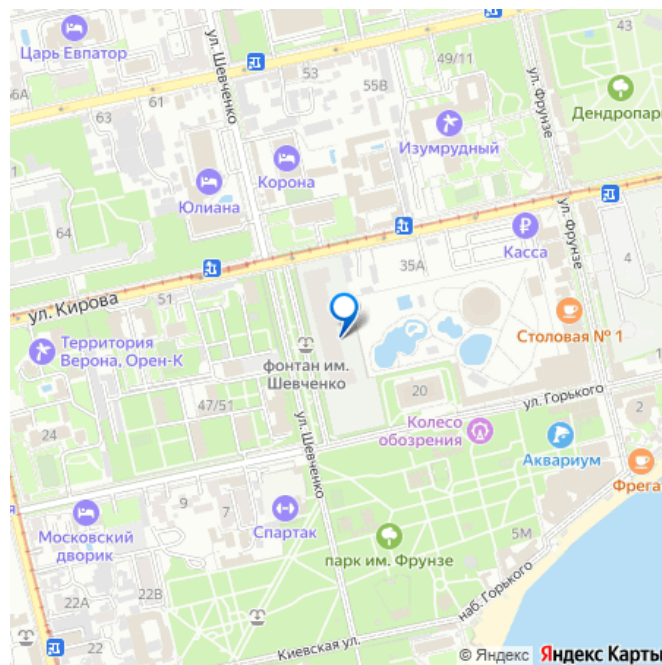 Царь Евпатор
ул. Шевченко
53
49/11
43
ул. Фрунзе
55В
61
63
Дендропарк
Изумрудный
Корона
Юлиана
64
Касса
ул. Фрунзе
35А
4
ул. Кирова
51
Территория
Верона, Орен-К
фонтан им.
Шевченко
Столовая № 1
20
ул. Горького
47/51
24
ул. Шевченко
Колесо
обозрения
2
Аквариум
Фрега
9
7
Московский
дворик
Спартак
парк им. Фрунзе
5М
наб. Горького
22А
22В
22
Киевская ул.
© Яндекс Яндекс Карты